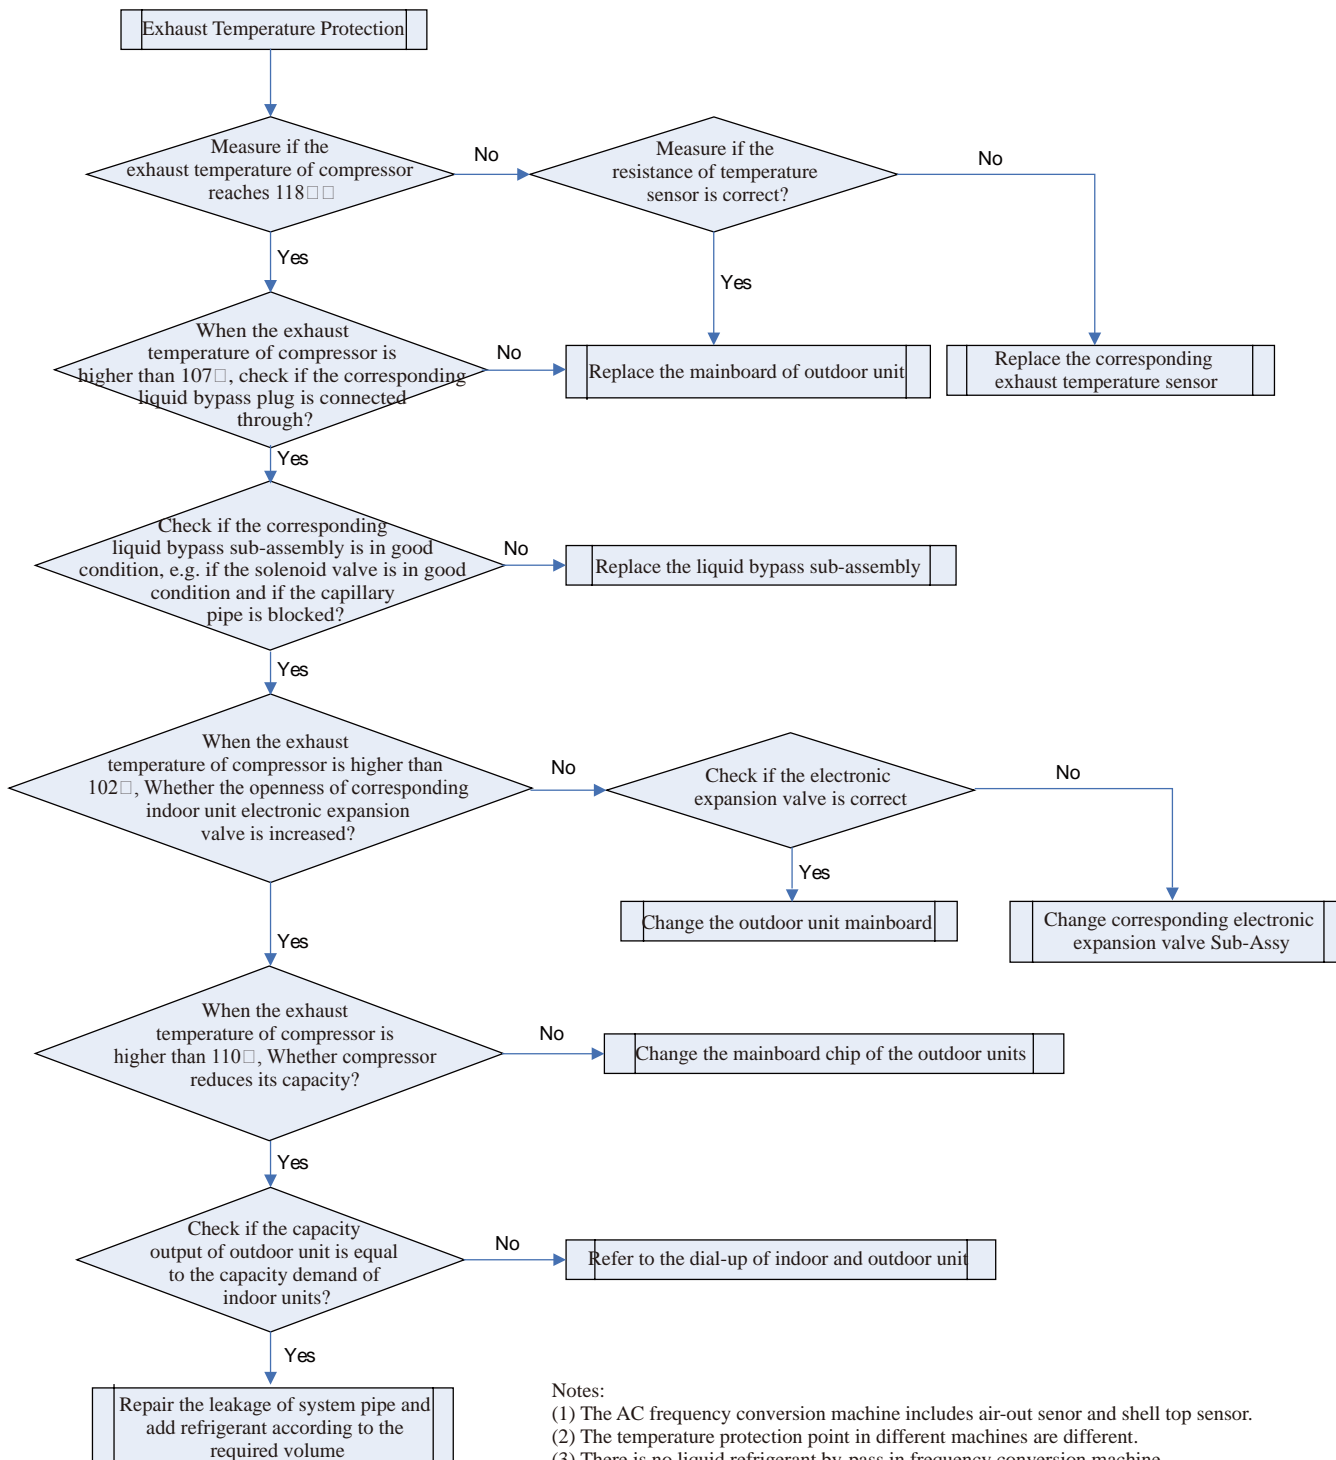 Exhaust Temperature Protection
Measure if the
exhaust temperature of compressor
reaches 118□□
No
Measure if the
resistance of temperature
sensor is correct?
No
Yes
Yes
When the exhaust
temperature of compressor is
higher than 107□, check if the corresponding
liquid bypass plug is connected
through?
No
Replace the mainboard of outdoor unit
Replace the corresponding
exhaust temperature sensor
Yes
Check if the corresponding
liquid bypass sub-assembly is in good
condition, e.g. if the solenoid valve is in good
condition and if the capillary
pipe is blocked?
No
Replace the liquid bypass sub-assembly
Yes
When the exhaust
temperature of compressor is higher than
102□, Whether the openness of corresponding
indoor unit electronic expansion
valve is increased?
No
Check if the electronic
expansion valve is correct
No
Yes
Change the outdoor unit mainboard
Change corresponding electronic
expansion valve Sub-Assy
Yes
When the exhaust
temperature of compressor is
higher than 110□, Whether compressor
reduces its capacity?
No
Change the mainboard chip of the outdoor units
Yes
Check if the capacity
output of outdoor unit is equal
to the capacity demand of
indoor units?
No
Refer to the dial-up of indoor and outdoor unit
Yes
Repair the leakage of system pipe and
add refrigerant according to the
required volume
Notes:
(1) The AC frequency conversion machine includes air-out senor and shell top sensor.
(2) The temperature protection point in different machines are different.
(3) There is no liquid refrigerant by-pass in frequency conversion machine